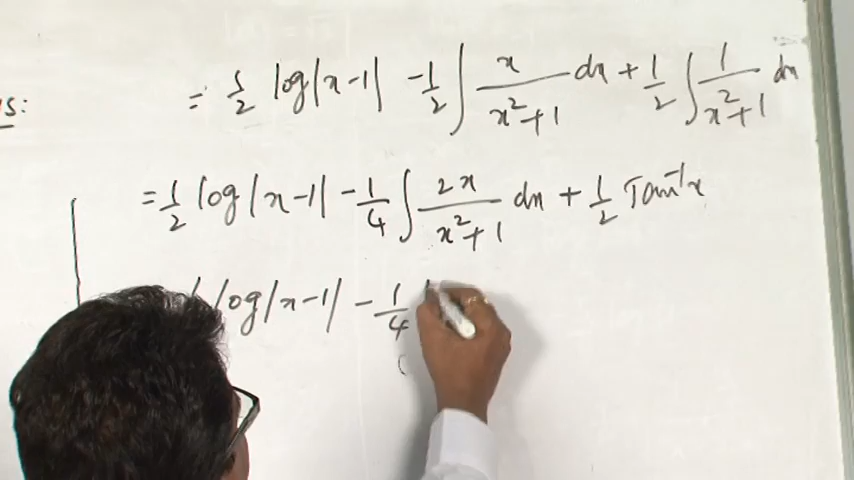 = 1/2 log|x-1| - 1/2 ∫ x/(x²+1) dx + 1/2 ∫ 1/(x²+1) dx
= 1/2 log|x-1| - 1/4 ∫ 2x/(x²+1) dx + 1/2 Tan⁻¹x
log|x-1| - 1/4